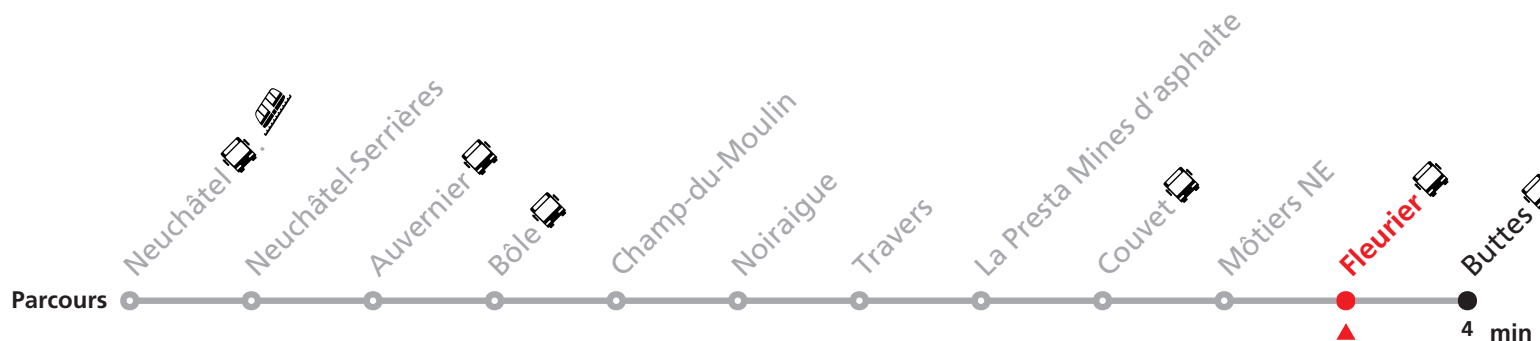 Neuchâtel
Neuchâtel-Serrières
Auvernier
Bôle
Champ-du-Moulin
Noiraigue
Travers
La Presta Mines d'asphalte
Couvet
Môtiers NE
Fleurier
Buttes
Parcours
4 min